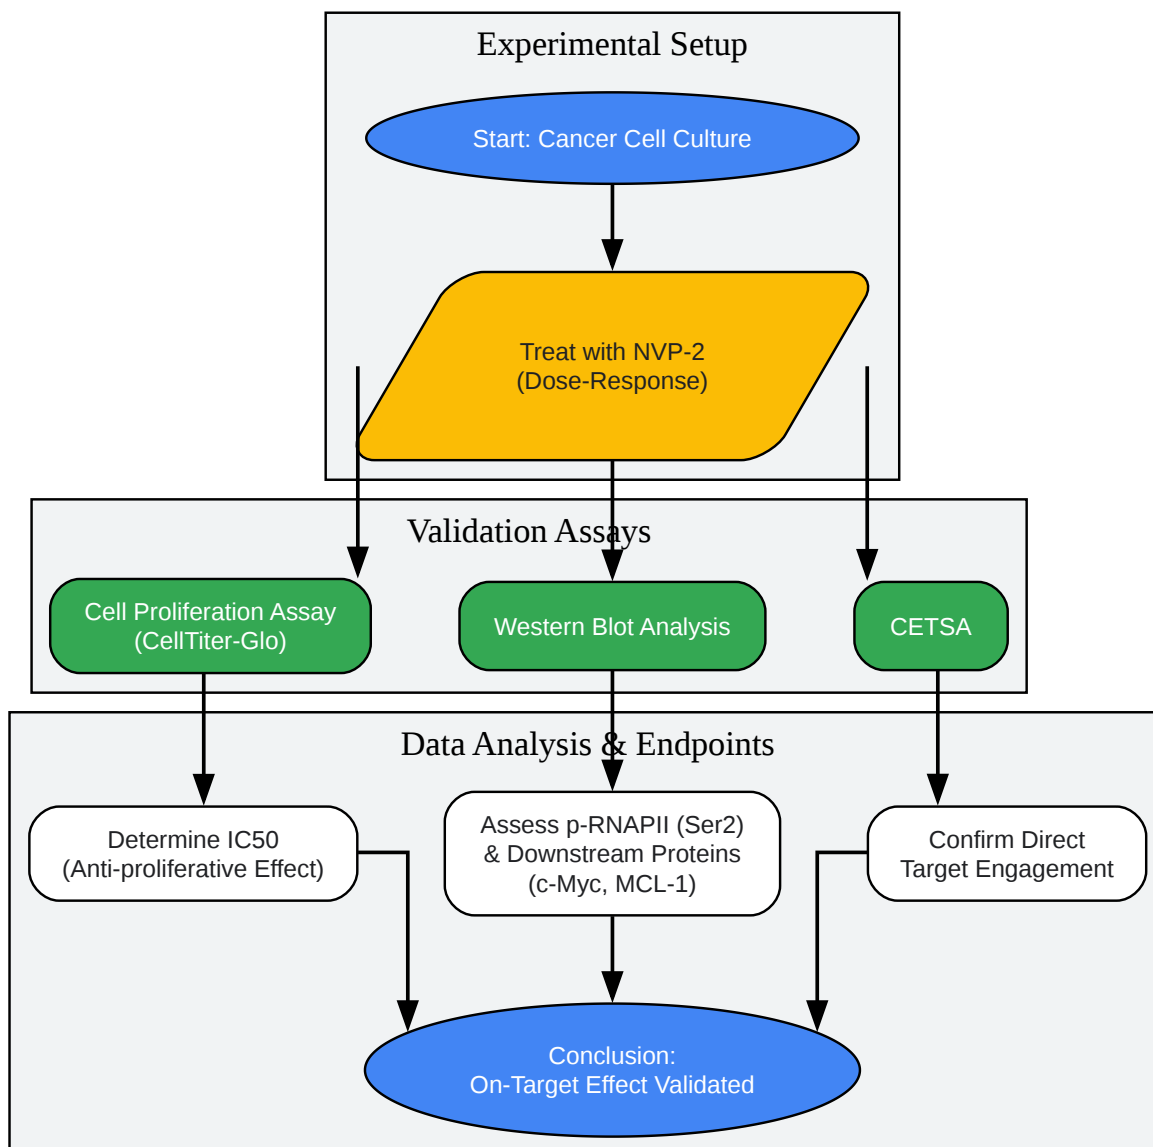 Experimental Setup
Start: Cancer Cell Culture
Treat with NVP-2
(Dose-Response)
Validation Assays
Cell Proliferation Assay
(CellTiter-Glo)
Western Blot Analysis
CETSA
Data Analysis & Endpoints
Determine IC50
(Anti-proliferative Effect)
Assess p-RNAPII (Ser2)
& Downstream Proteins
(c-Myc, MCL-1)
Confirm Direct
Target Engagement
Conclusion:
On-Target Effect Validated